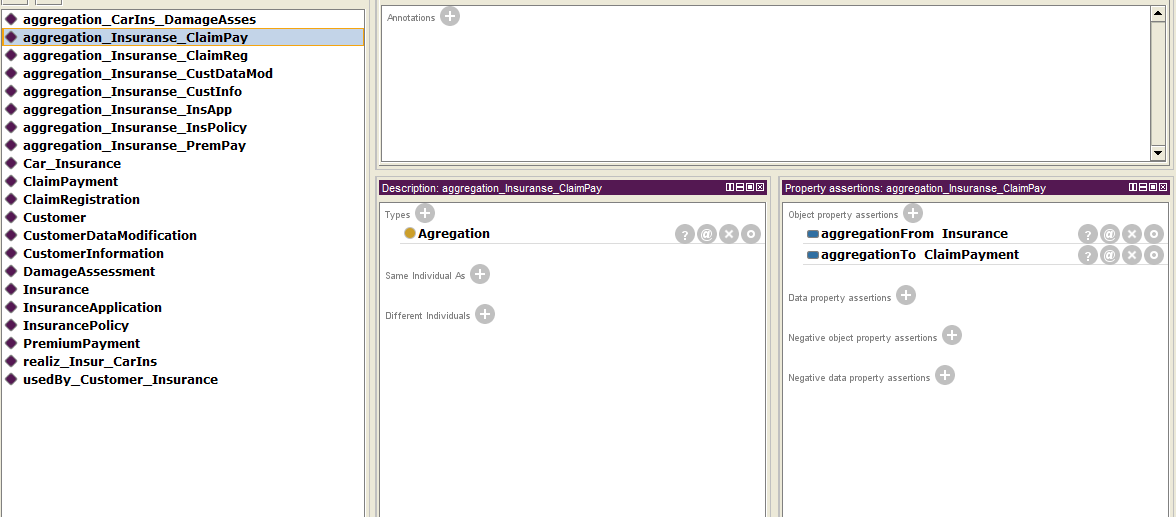 aggregation_CarIns_DamageAsses
aggregation_Insuranse_ClaimPay
aggregation_Insuranse_ClaimReg
aggregation_Insuranse_CustDataMod
aggregation_Insuranse_CustInfo
aggregation_Insuranse_InsApp
aggregation_Insuranse_InsPolicy
aggregation_Insuranse_PremPay
Car_Insurance
ClaimPayment
ClaimRegistration
Customer
CustomerDataModification
CustomerInformation
DamageAssessment
Insurance
InsuranceApplication
InsurancePolicy
PremiumPayment
realiz_Insur_CarIns
usedBy_Customer_Insurance
Annotations
Description: aggregation_Insuranse_ClaimPay
Types
Agregation
Same Individual As
Different Individuals
Property assertions: aggregation_Insuranse_ClaimPay
Object property assertions
aggregationFrom Insurance
aggregationTo ClaimPayment
Data property assertions
Negative object property assertions
Negative data property assertions